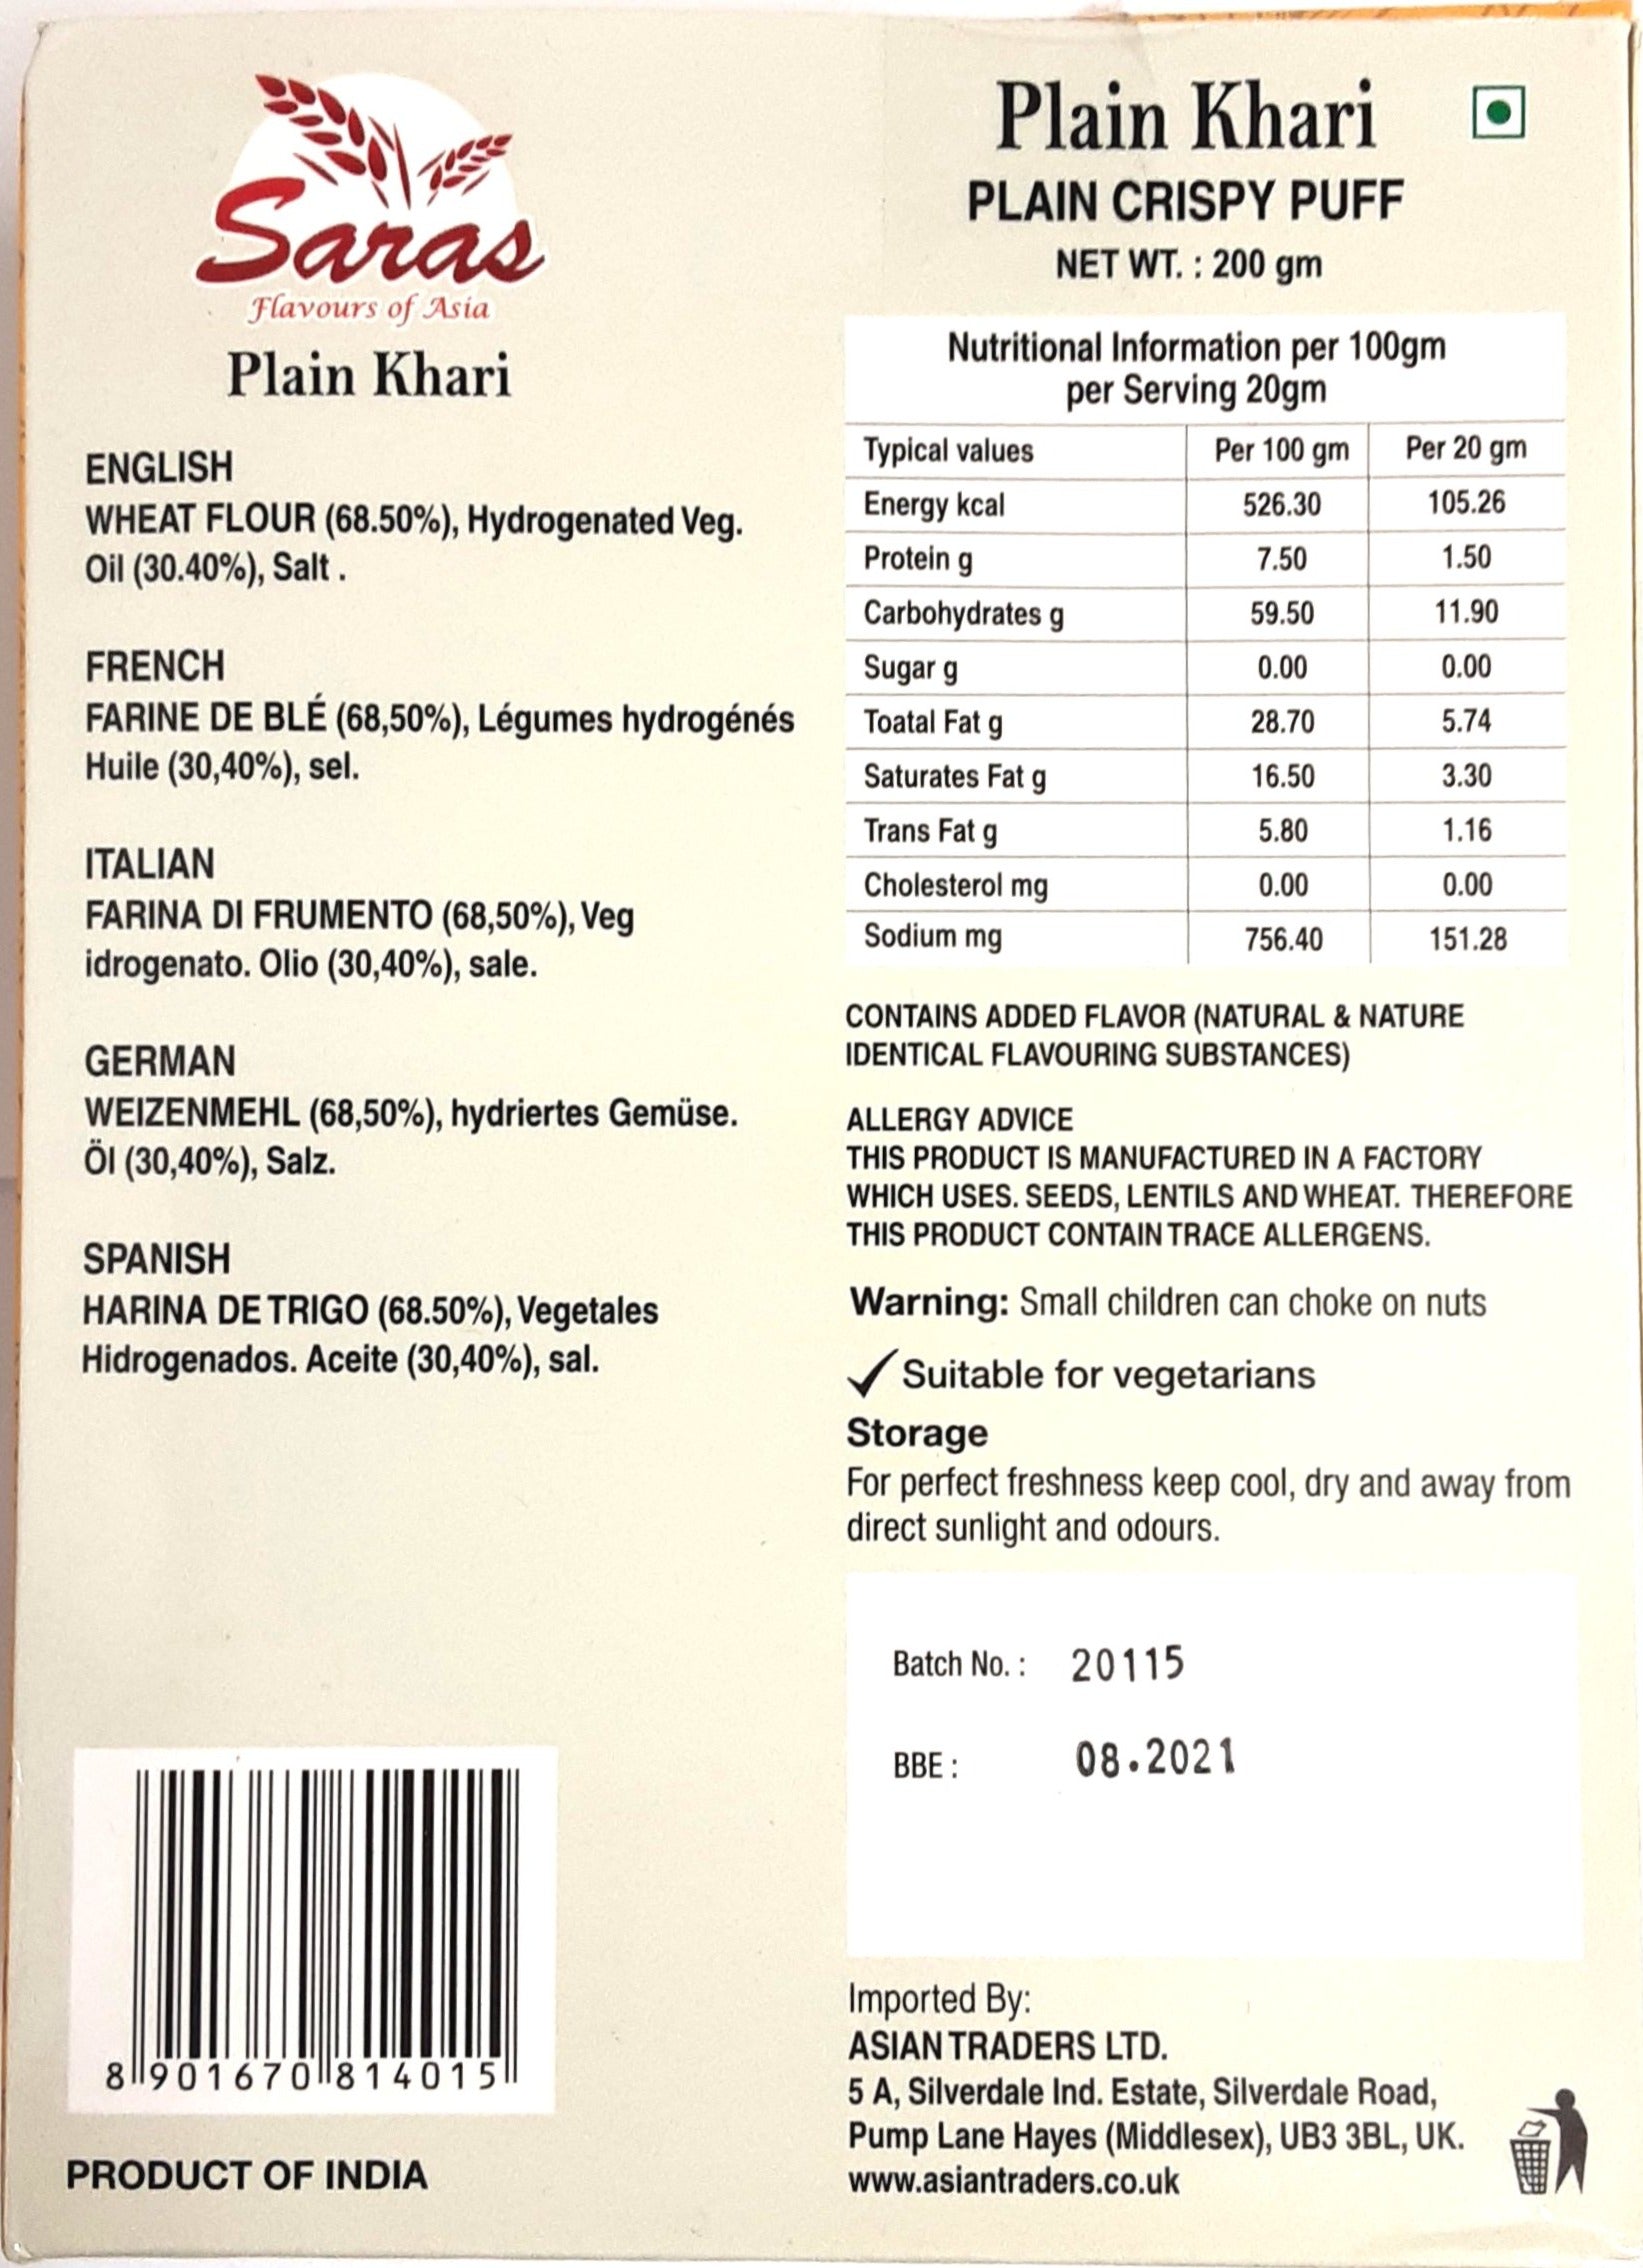 Saras
Flavours of Asia
Plain Khari
ENGLISH
WHEAT FLOUR (68.50%), Hydrogenated Veg.
Oil (30.40%), Salt .
FRENCH
FARINE DE BLÉ (68,50%), Légumes hydrogénés
Huile (30,40%), sel.
ITALIAN
FARINA DI FRUMENTO (68,50%), Veg
idrogenato. Olio (30,40%), sale.
GERMAN
WEIZENMEHL (68,50%), hydriertes Gemüse.
Öl (30,40%), Salz.
SPANISH
HARINA DE TRIGO (68.50%), Vegetales
Hidrogenados. Aceite (30,40%), sal.
8 901670 814015
PRODUCT OF INDIA
Plain Khari
PLAIN CRISPY PUFF
NET WT. : 200 gm
Nutritional Information per 100gm
per Serving 20gm
Typical values Per 100 gm Per 20 gm
Energy kcal 526.30 105.26
Protein g 7.50 1.50
Carbohydrates g 59.50 11.90
Sugar g 0.00 0.00
Toatal Fat g 28.70 5.74
Saturates Fat g 16.50 3.30
Trans Fat g 5.80 1.16
Cholesterol mg 0.00 0.00
Sodium mg 756.40 151.28
CONTAINS ADDED FLAVOR (NATURAL & NATURE
IDENTICAL FLAVOURING SUBSTANCES)
ALLERGY ADVICE
THIS PRODUCT IS MANUFACTURED IN A FACTORY
WHICH USES. SEEDS, LENTILS AND WHEAT. THEREFORE
THIS PRODUCT CONTAIN TRACE ALLERGENS.
Warning: Small children can choke on nuts
✓ Suitable for vegetarians
Storage
For perfect freshness keep cool, dry and away from
direct sunlight and odours.
Batch No. : 20115
BBE : 08.2021
Imported By:
ASIAN TRADERS LTD.
5 A, Silverdale Ind. Estate, Silverdale Road,
Pump Lane Hayes (Middlesex), UB3 3BL, UK.
www.asiantraders.co.uk